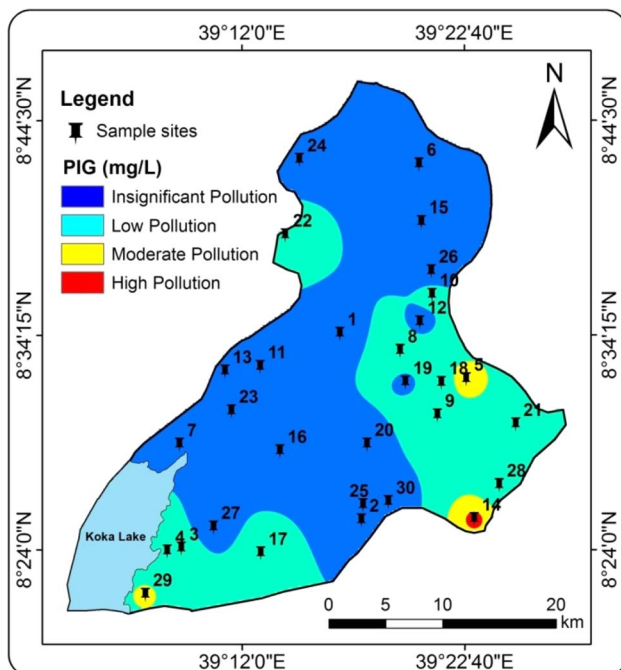 39°12'0"E 39°22'40"E
N
Legend
Sample sites
PIG (mg/L)
Insignificant Pollution
Low Pollution
Moderate Pollution
High Pollution
8°44'30"N 8°44'30"N
8°34'15"N 8°34'15"N
8°24'0"N 8°24'0"N
24
6
15
22
26
10
12
1
8
13
11
19
18
5
23
9
21
7
16
20
28
25
30
2
14
27
4
3
17
29
Koka Lake
0 10 20
km
39°12'0"E 39°22'40"E